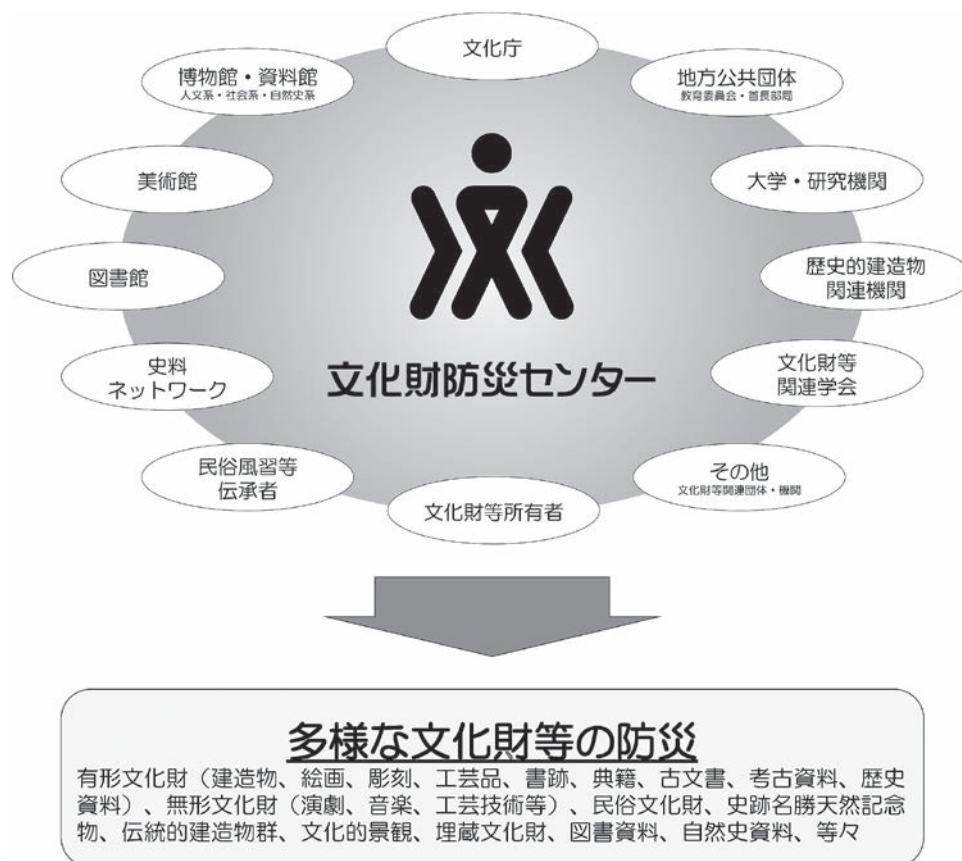 文化庁
博物館・資料館
人文系・社会系・自然史系
地方公共団体
教育委員会・首長部局
美術館
大学・研究機関
図書館
歴史的建造物
関連機関
史料
ネットワーク
文化財防災センター
文化財等
関連学会
民俗風習等
伝承者
その他
文化財等関連団体・機関
文化財等所有者
多様な文化財等の防災
有形文化財（建造物、絵画、彫刻、工芸品、書跡、典籍、古文書、考古資料、歴史
資料）、無形文化財（演劇、音楽、工芸技術等）、民俗文化財、史跡名勝天然記念
物、伝統的建造物群、文化的景観、埋蔵文化財、図書資料、自然史資料、等々